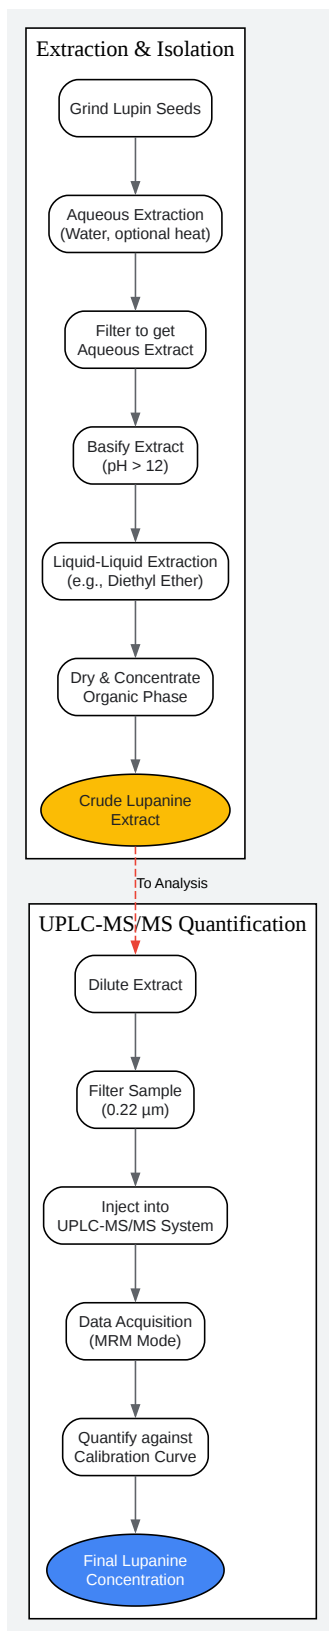 Extraction & Isolation
Grind Lupin Seeds
Aqueous Extraction
(Water, optional heat)
Filter to get
Aqueous Extract
Basify Extract
(pH > 12)
Liquid-Liquid Extraction
(e.g., Diethyl Ether)
Dry & Concentrate
Organic Phase
Crude Lupanine
Extract
To Analysis
UPLC-MS/MS Quantification
Dilute Extract
Filter Sample
(0.22 µm)
Inject into
UPLC-MS/MS System
Data Acquisition
(MRM Mode)
Quantify against
Calibration Curve
Final Lupanine
Concentration